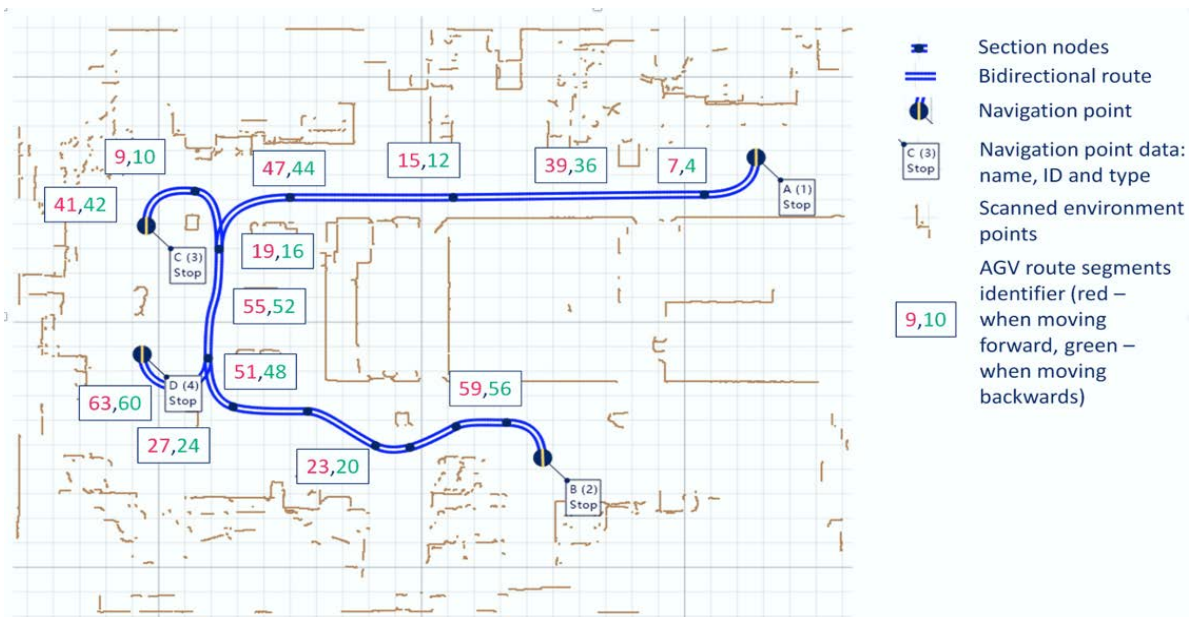 9,10
47,44
15,12
39,36
7,4
41,42
A (1)
Stop
C (3)
Stop
19,16
55,52
51,48
D (4)
Stop
63,60
59,56
27,24
23,20
B (2)
Stop
Section nodes
Bidirectional route
Navigation point
C (3)
Stop
Navigation point data:
name, ID and type
Scanned environment
points
9,10
AGV route segments
identifier (red –
when moving
forward, green –
when moving
backwards)